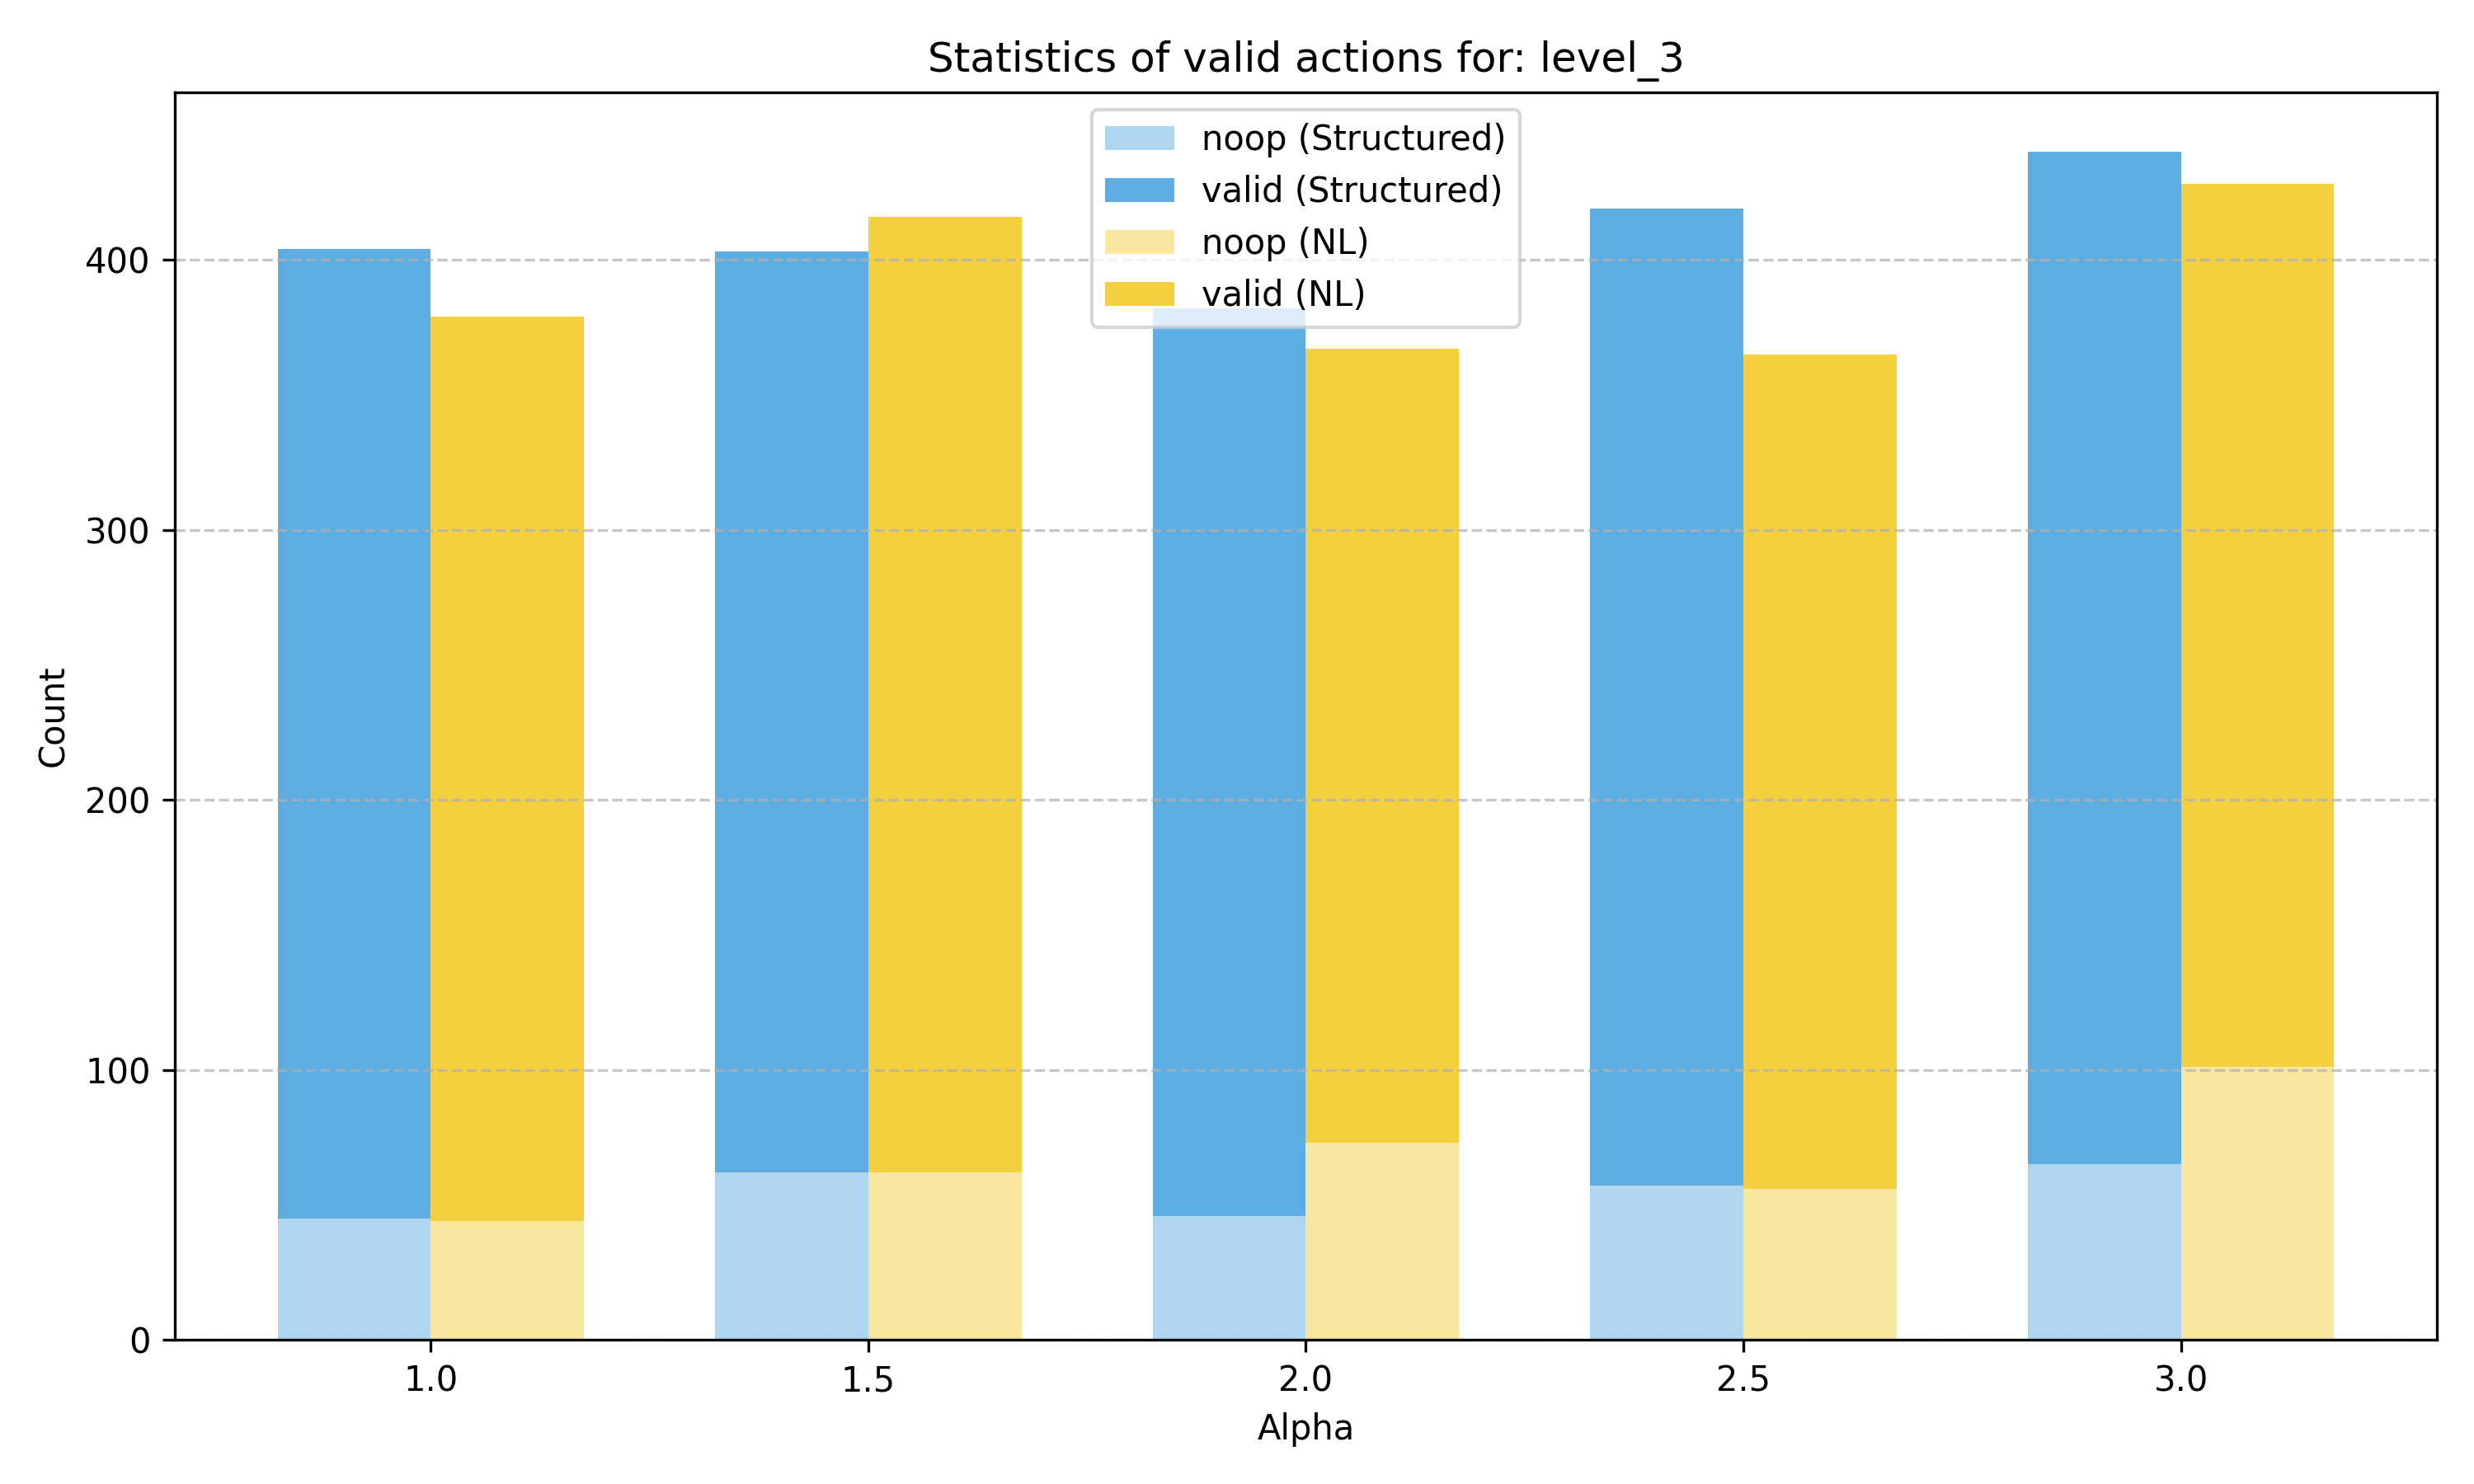 Statistics of valid actions for: level_3
noop (Structured)
valid (Structured)
noop (NL)
valid (NL)
400
300
200
100
0
Count
1.0
1.5
2.0
2.5
3.0
Alpha